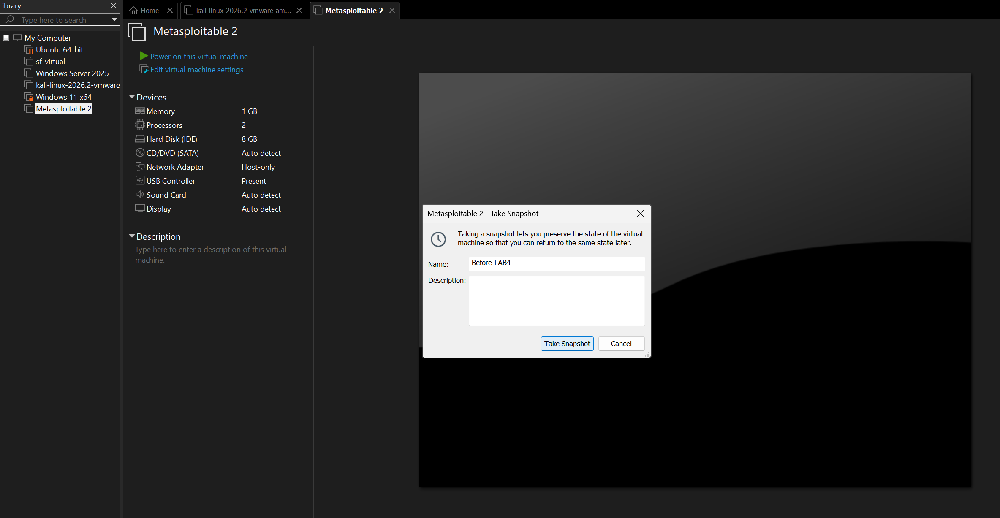 Library
Type here to search
My Computer
Ubuntu 64-bit
sf_virtual
Windows Server 2025
kali-linux-2026.2-vmware
Windows 11 x64
Metasploitable 2
Home
kali-linux-2026.2-vmware-am...
Metasploitable 2
Metasploitable 2
Power on this virtual machine
Edit virtual machine settings
Devices
Memory 1 GB
Processors 2
Hard Disk (IDE) 8 GB
CD/DVD (SATA) Auto detect
Network Adapter Host-only
USB Controller Present
Sound Card Auto detect
Display Auto detect
Description
Type here to enter a description of this virtual
machine.
Metasploitable 2 - Take Snapshot
Taking a snapshot lets you preserve the state of the virtual
machine so that you can return to the same state later.
Name: Before-LAB4
Description:
Take Snapshot Cancel